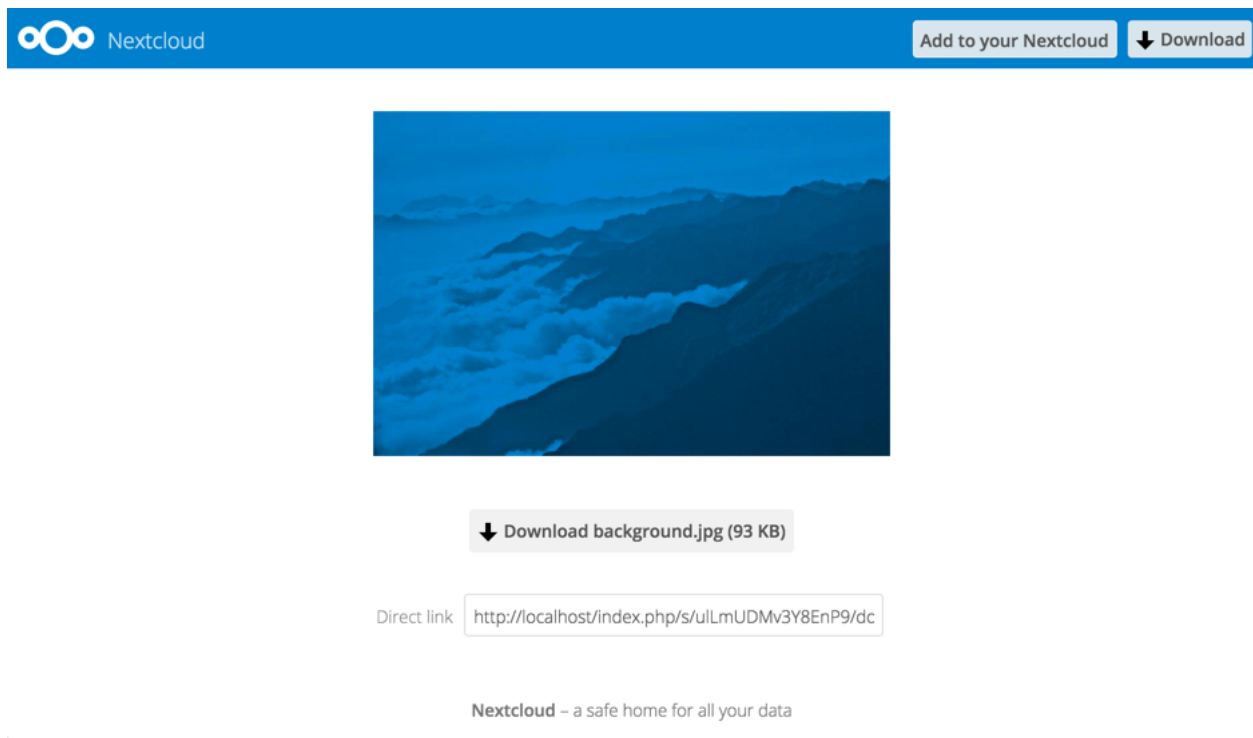 Nextcloud
Add to your Nextcloud
Download
Download background.jpg (93 KB)
Direct link
http://localhost/index.php/s/ulLmUDMv3Y8EnP9/dc
Nextcloud – a safe home for all your data